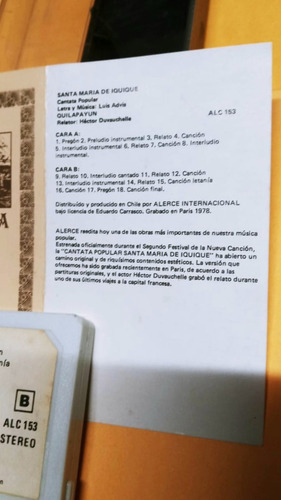 SANTA MARIA DE IQUIQUE
Cantata Popular
Letra y Música: Luis Advis
QUILAPAYUN ALC 153
Relator: Héctor Duvauchelle
CARA A:
1. Pregón 2. Preludio instrumental 3. Relato 4. Canción
5. Interludio instrumental 6. Relato 7. Canción 8. Interludio
instrumental.
CARA B:
9. Relato 10. Interludio cantado 11. Relato 12. Canción
13. Interludio instrumental 14. Relato 15. Canción letanía
16. Canción 17. Pregón 18. Canción final.
Distribuído y producido en Chile por ALERCE INTERNACIONAL
bajo licencia de Eduardo Carrasco. Grabado en París 1978.
ALERCE reedita hoy una de las obras más importantes de nuestra música
popular.
Estrenada oficialmente durante el Segundo Festival de la Nueva Canción,
la "CANTATA POPULAR SANTA MARIA DE IQUIQUE" ha abierto un
camino original y de riquísimos contenidos estéticos. La versión que
ofrecemos ha sido grabada recientemente en París, de acuerdo a las
partituras originales, y el actor Héctor Duvauchelle grabó el relato durante
uno de sus últimos viajes a la capital francesa.
A
B
ALC 153
STEREO